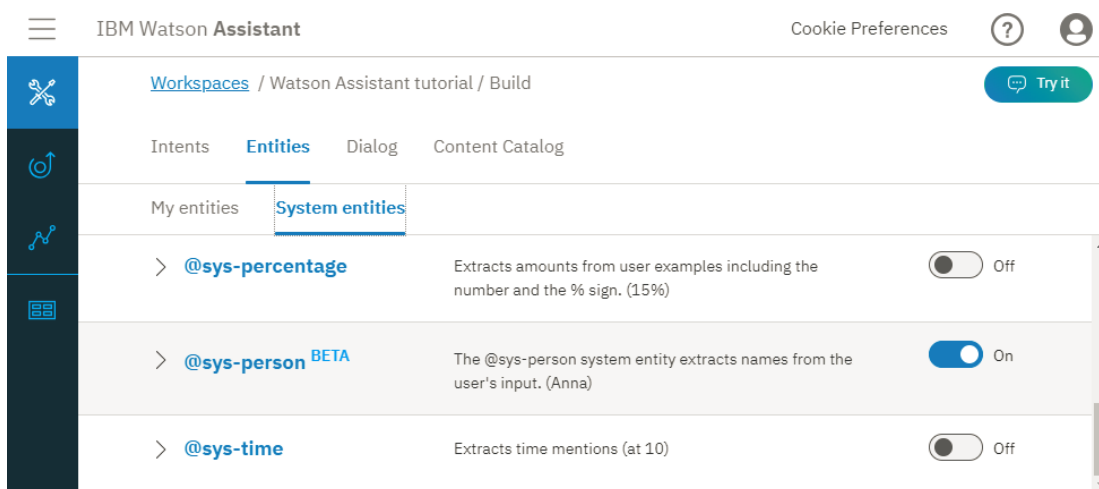 IBM Watson Assistant
Cookie Preferences
?
Workspaces / Watson Assistant tutorial / Build
Try it
Intents
Entities
Dialog
Content Catalog
My entities
System entities
@sys-percentage
Extracts amounts from user examples including the
number and the % sign. (15%)
Off
@sys-person BETA
The @sys-person system entity extracts names from the
user's input. (Anna)
On
@sys-time
Extracts time mentions (at 10)
Off